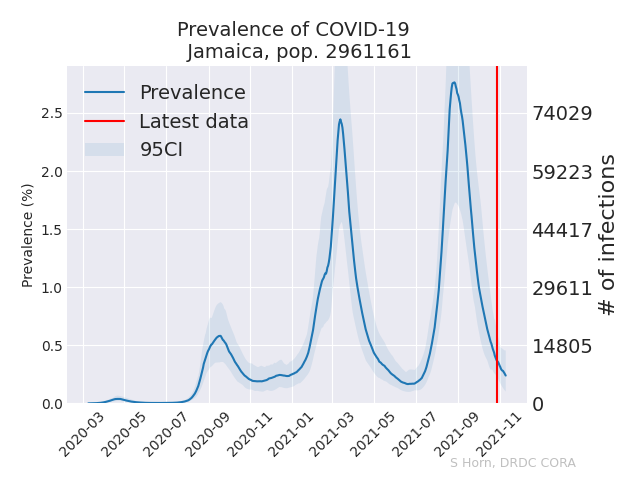 Prevalence of COVID-19
Jamaica, pop. 2961161
Prevalence
Latest data
95CI
Prevalence (%)
2.5
2.0
1.5
1.0
0.5
0.0
74029
59223
44417
29611
14805
0
# of infections
2020-03
2020-05
2020-07
2020-09
2020-11
2021-01
2021-03
2021-05
2021-07
2021-09
2021-11
S Horn, DRDC CORA